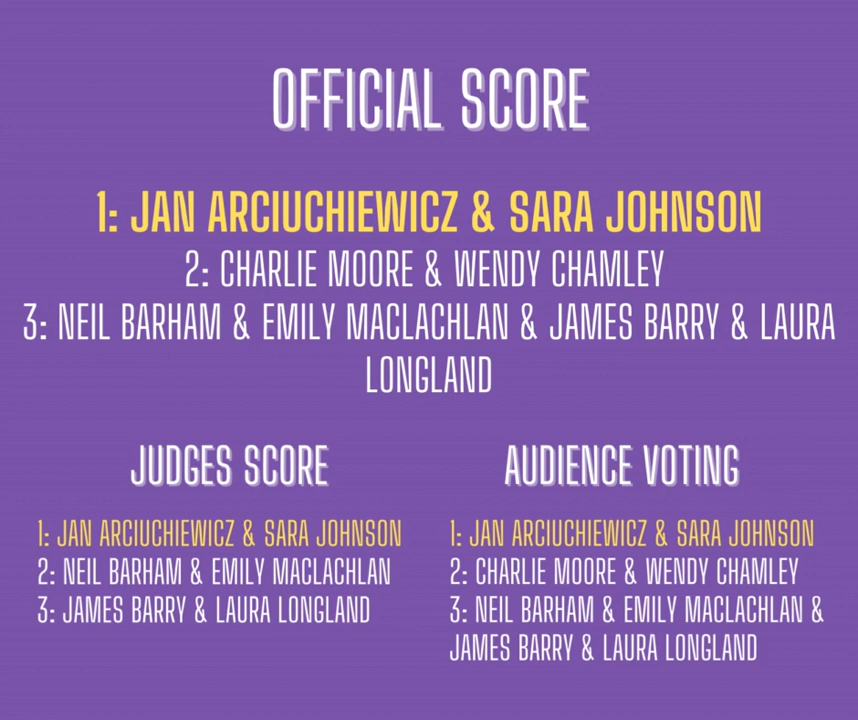 OFFICIAL SCORE
1: JAN ARCIUCHIEWICZ & SARA JOHNSON
2: CHARLIE MOORE & WENDY CHAMLEY
3: NEIL BARHAM & EMILY MACLACHLAN & JAMES BARRY & LAURA
LONGLAND
JUDGES SCORE
1: JAN ARCIUCHIEWICZ & SARA JOHNSON
2: NEIL BARHAM & EMILY MACLACHLAN
3: JAMES BARRY & LAURA LONGLAND
AUDIENCE VOTING
1: JAN ARCIUCHIEWICZ & SARA JOHNSON
2: CHARLIE MOORE & WENDY CHAMLEY
3: NEIL BARHAM & EMILY MACLACHLAN &
JAMES BARRY & LAURA LONGLAND